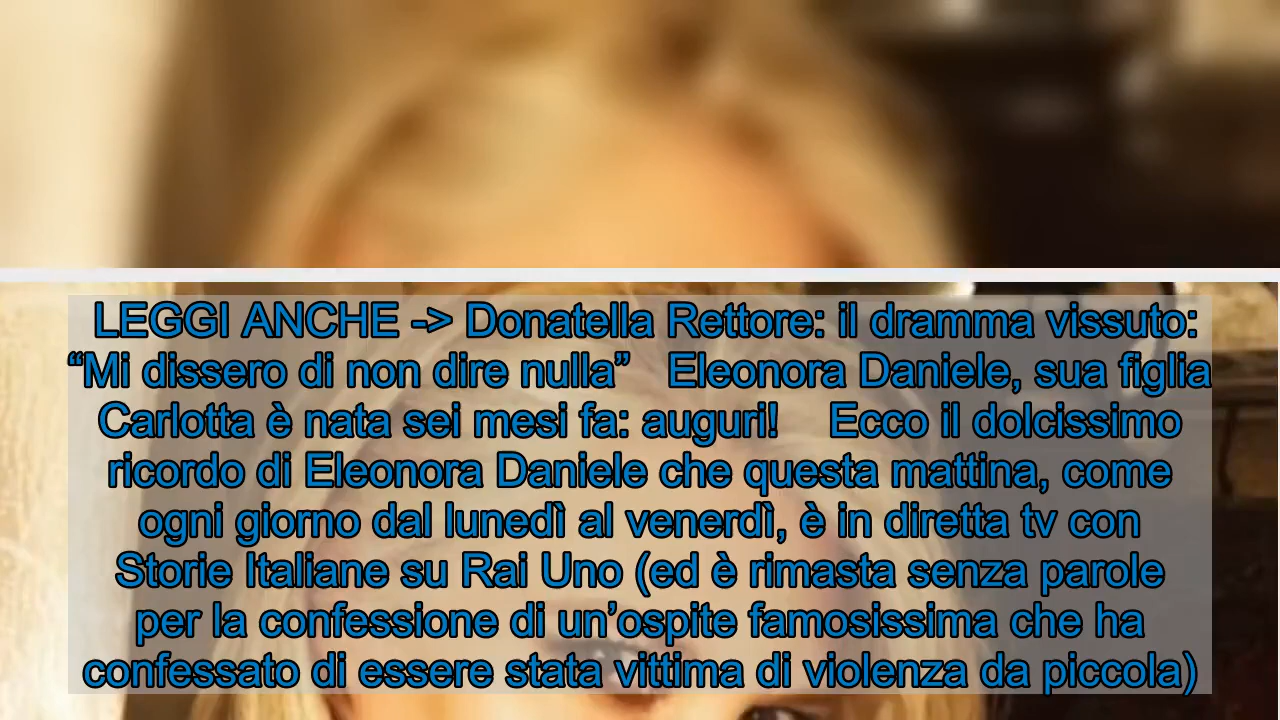 LEGGI ANCHE -> Donatella Rettore: il dramma vissuto:
“Mi dissero di non dire nulla”   Eleonora Daniele, sua figlia
Carlotta è nata sei mesi fa: auguri!    Ecco il dolcissimo
ricordo di Eleonora Daniele che questa mattina, come
ogni giorno dal lunedì al venerdì, è in diretta tv con
Storie Italiane su Rai Uno (ed è rimasta senza parole
per la confessione di un’ospite famosissima che ha
confessato di essere stata vittima di violenza da piccola)